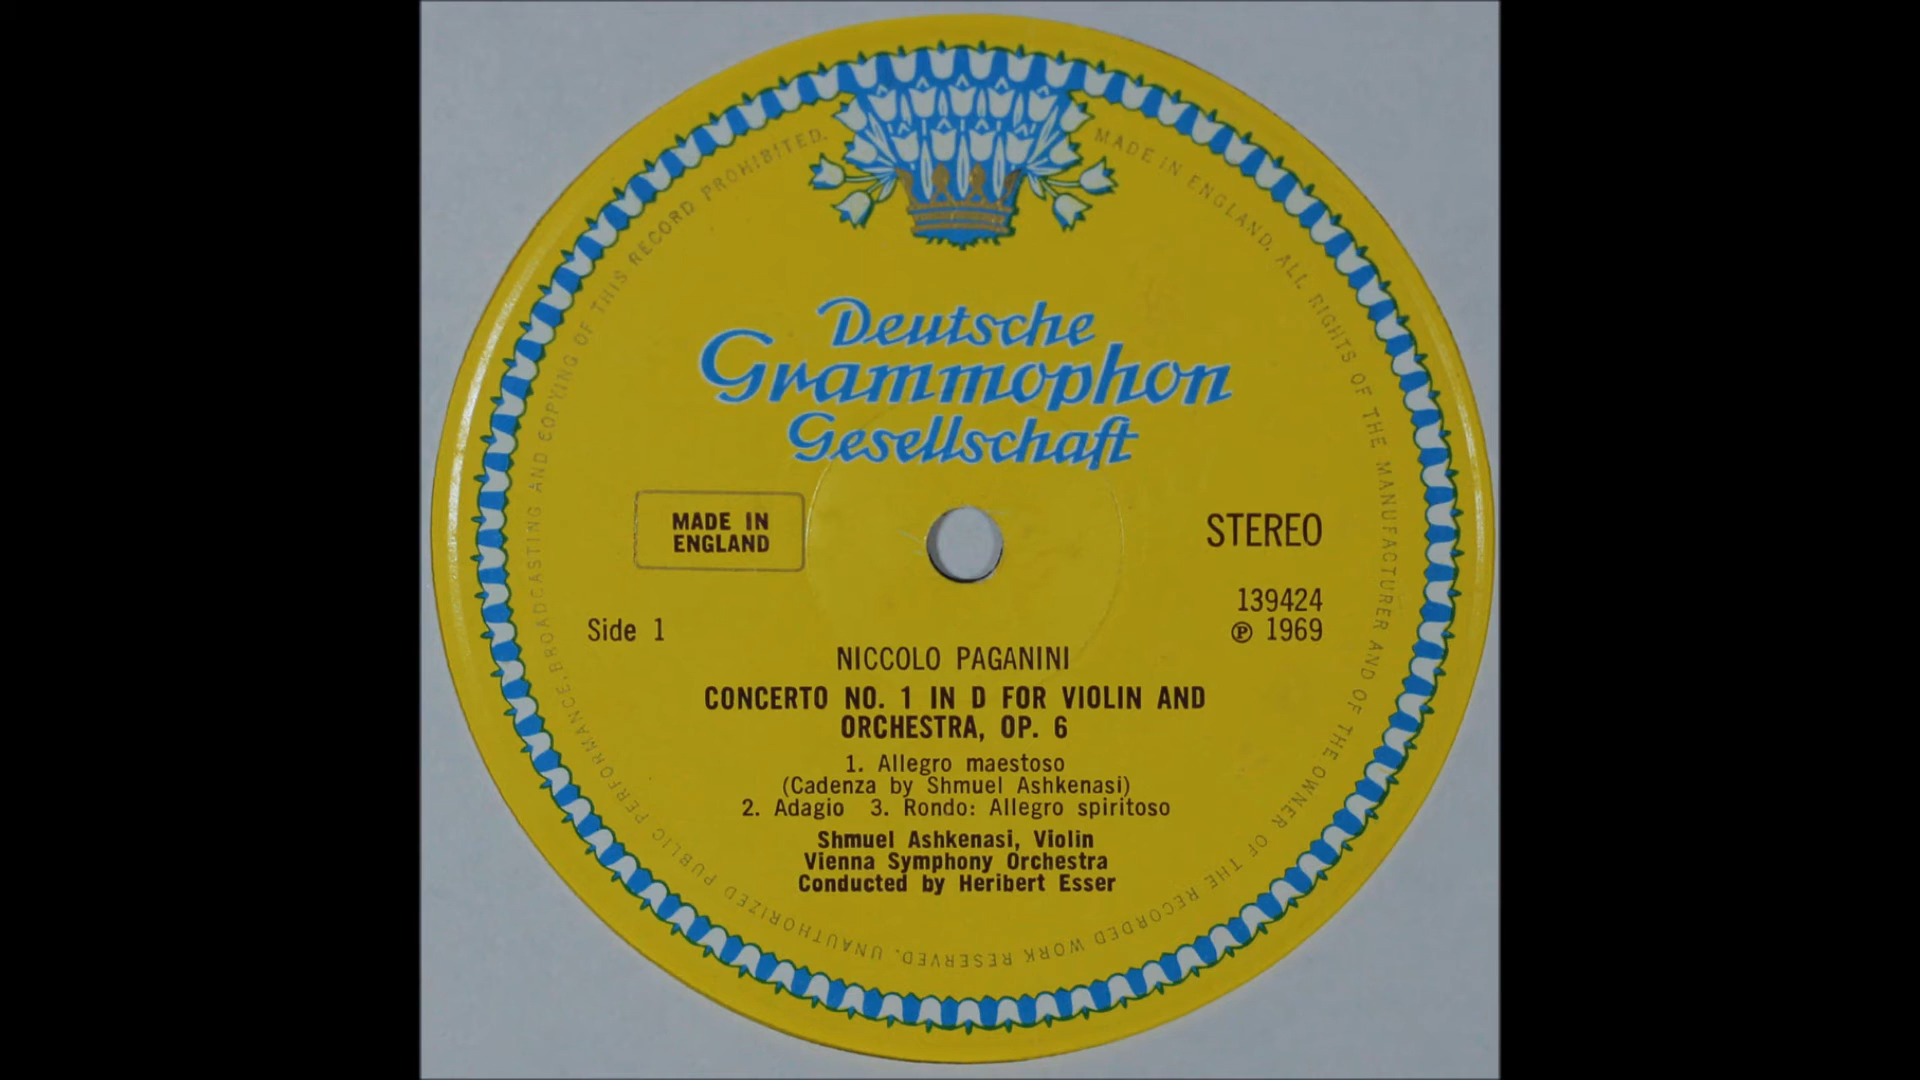 MADE IN ENGLAND. ALL RIGHTS OF THE MANUFACTURER AND OF THE OWNER OF THE RECORDED WORK RESERVED. UNAUTHORIZED PUBLIC PERFORMANCE, BROADCASTING AND COPYING OF THIS RECORD PROHIBITED.
Deutsche
Grammophon
Gesellschaft
MADE IN
ENGLAND
STEREO
139424
Side 1
℗ 1969
NICCOLO PAGANINI
CONCERTO NO. 1 IN D FOR VIOLIN AND
ORCHESTRA, OP. 6
1. Allegro maestoso
(Cadenza by Shmuel Ashkenasi)
2. Adagio 3. Rondo: Allegro spiritoso
Shmuel Ashkenasi, Violin
Vienna Symphony Orchestra
Conducted by Heribert Esser